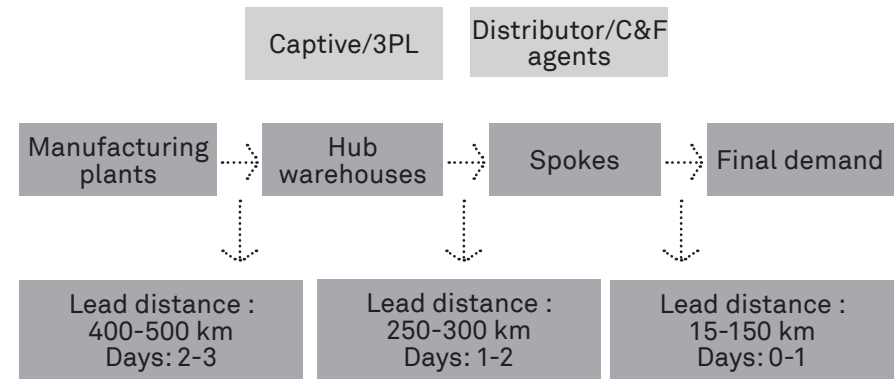 Captive/3PL
Distributor/C&F
agents
Manufacturing
plants
Hub
warehouses
Spokes
Final demand
Lead distance :
400-500 km
Days: 2-3
Lead distance :
250-300 km
Days: 1-2
Lead distance :
15-150 km
Days: 0-1